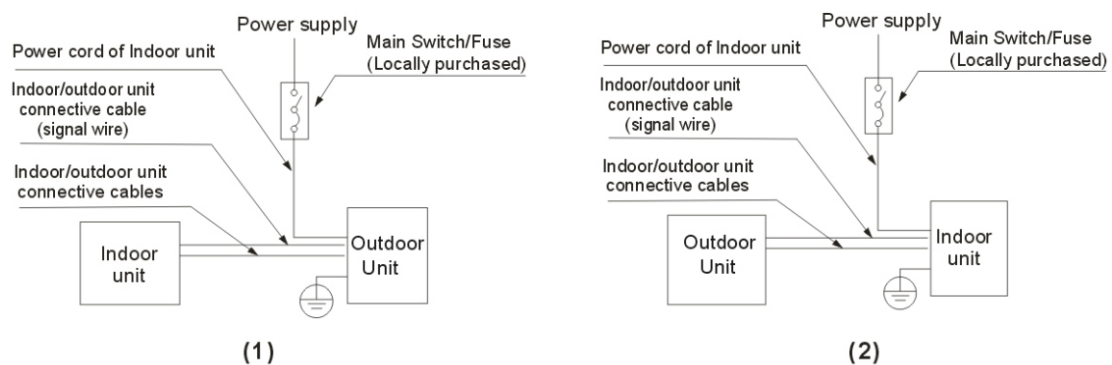 Power supply
Power cord of Indoor unit
Main Switch/Fuse
(Locally purchased)
Indoor/outdoor unit
connective cable
(signal wire)
Indoor/outdoor unit
connective cables
Indoor
unit
Outdoor
Unit
(1)
Power supply
Power cord of Indoor unit
Main Switch/Fuse
(Locally purchased)
Indoor/outdoor unit
connective cable
(signal wire)
Indoor/outdoor unit
connective cables
Outdoor
Unit
Indoor
unit
(2)